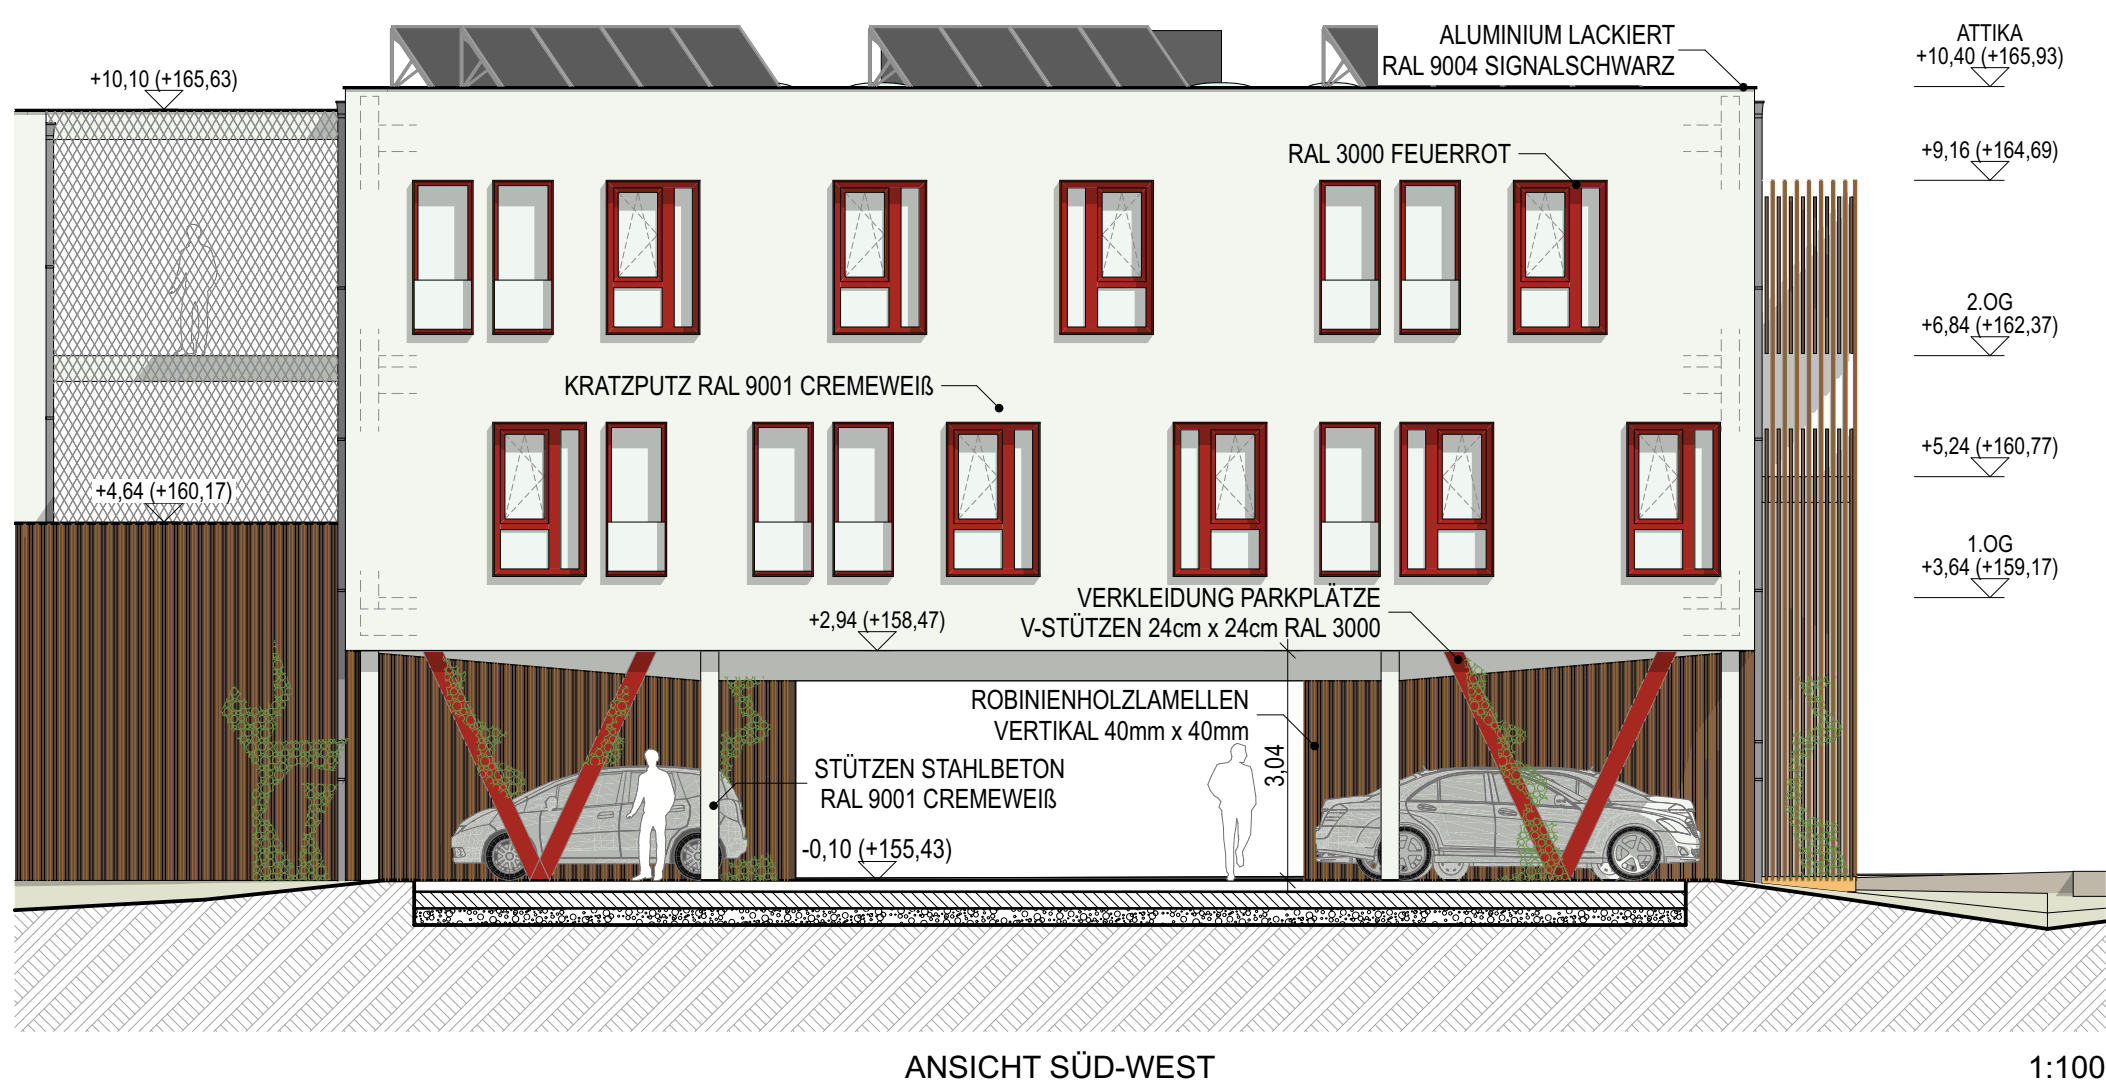 ALUMINIUM LACKIERT
RAL 9004 SIGNALSCHWARZ
ATTIKA
+10,40 (+165,93)
+10,10 (+165,63)
RAL 3000 FEUERROT
+9,16 (+164,69)
2.OG
+6,84 (+162,37)
KRATZPUTZ RAL 9001 CREMEWEIß
+5,24 (+160,77)
+4,64 (+160,17)
1.OG
+3,64 (+159,17)
VERKLEIDUNG PARKPLÄTZE
V-STÜTZEN 24cm x 24cm RAL 3000
+2,94 (+158,47)
ROBINIENHOLZLAMELLEN
VERTIKAL 40mm x 40mm
3,04
STÜTZEN STAHLBETON
RAL 9001 CREMEWEIß
-0,10 (+155,43)
ANSICHT SÜD-WEST
1:100